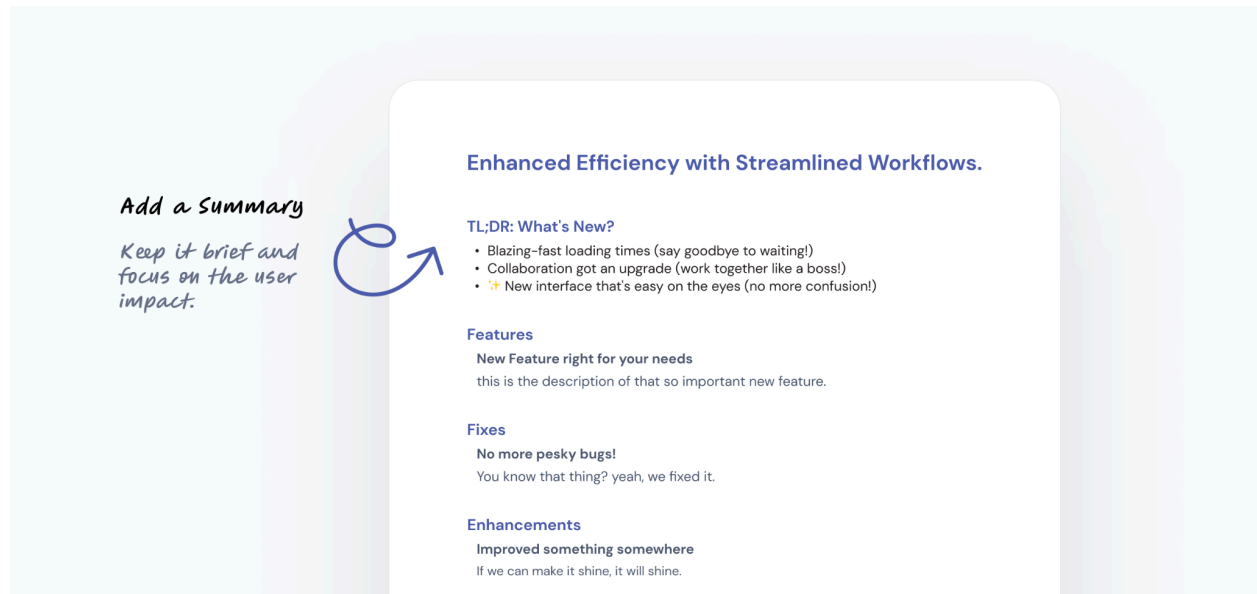 Add a Summary
Keep it brief and
focus on the user
impact.
Enhanced Efficiency with Streamlined Workflows.
TL;DR: What's New?
• Blazing-fast loading times (say goodbye to waiting!)
• Collaboration got an upgrade (work together like a boss!)
• ✨ New interface that's easy on the eyes (no more confusion!)
Features
New Feature right for your needs
this is the description of that so important new feature.
Fixes
No more pesky bugs!
You know that thing? yeah, we fixed it.
Enhancements
Improved something somewhere
If we can make it shine, it will shine.